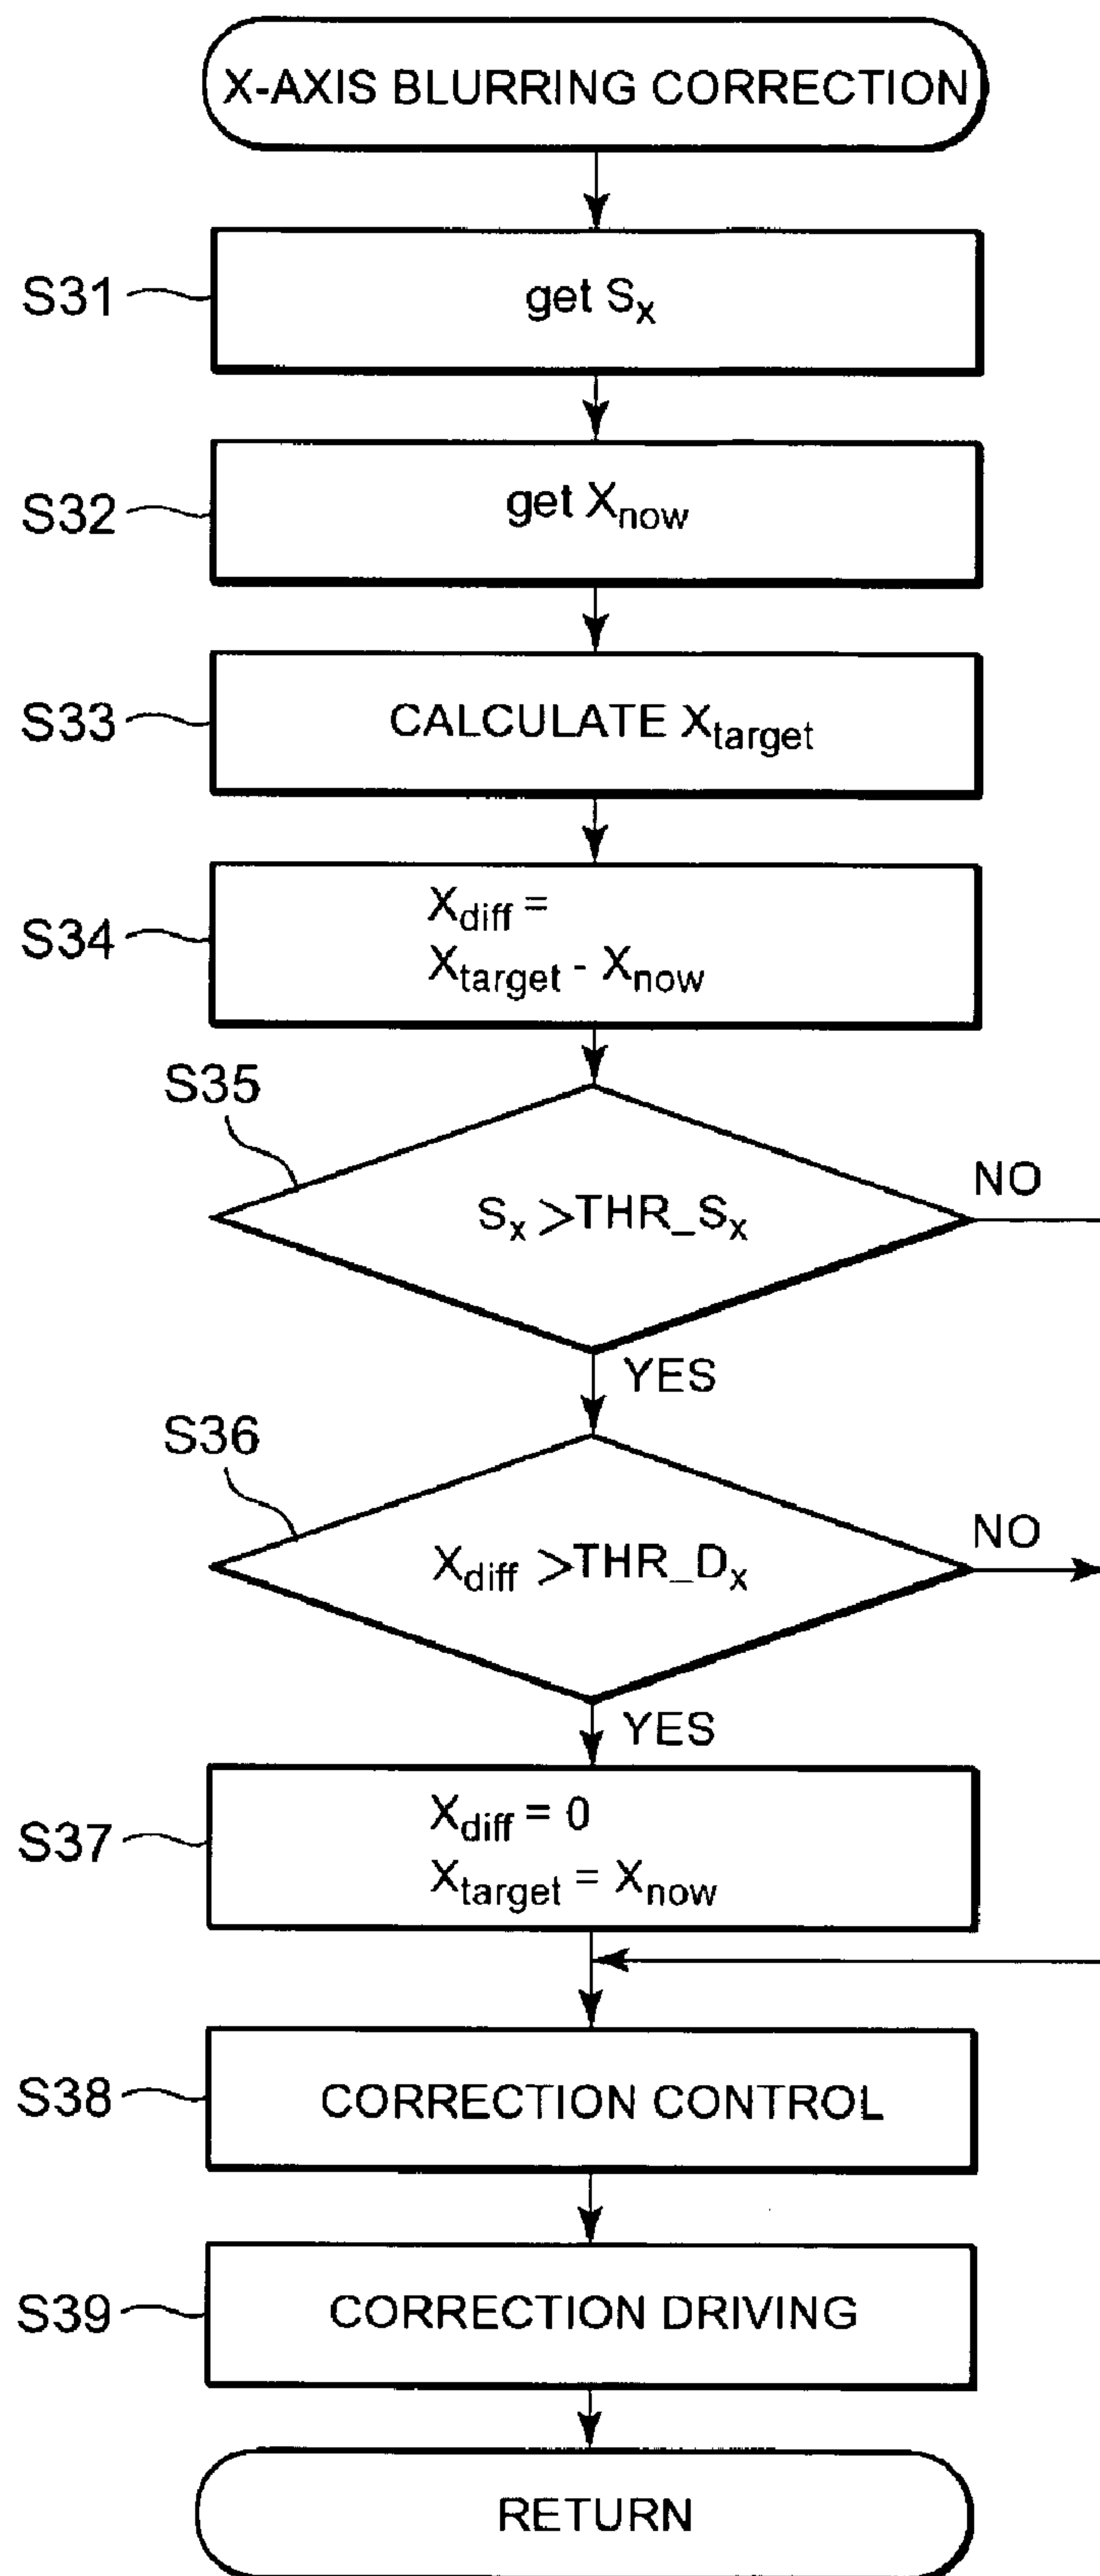 X-AXIS BLURRING CORRECTION
S31
get Sx
S32
get Xnow
S33
CALCULATE Xtarget
S34
Xdiff =
Xtarget - Xnow
S35
Sx >THR_Sx
NO
YES
S36
Xdiff >THR_Dx
NO
YES
S37
Xdiff = 0
Xtarget = Xnow
S38
CORRECTION CONTROL
S39
CORRECTION DRIVING
RETURN